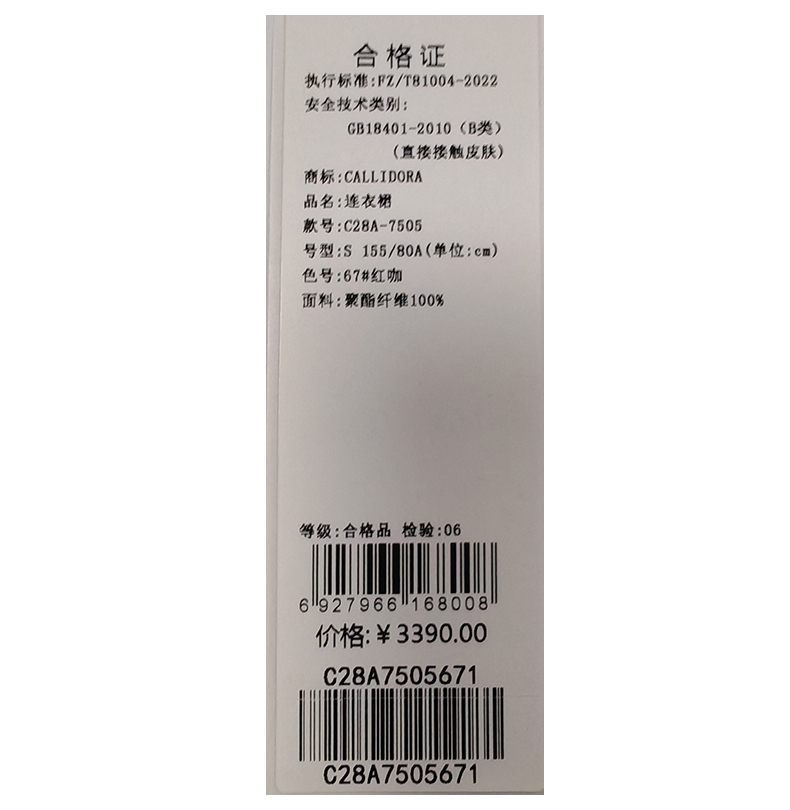 合格证
执行标准:FZ/T81004-2022
安全技术类别:
GB18401-2010（B类）
(直接接触皮肤)
商标:CALLIDORA
品名:连衣裙
款号:C28A-7505
号型:S 155/80A(单位:cm)
色号:67#红咖
面料:聚酯纤维100%
等级:合格品 检验:06
6 927966 168008
价格:￥3390.00
C28A7505671
C28A7505671